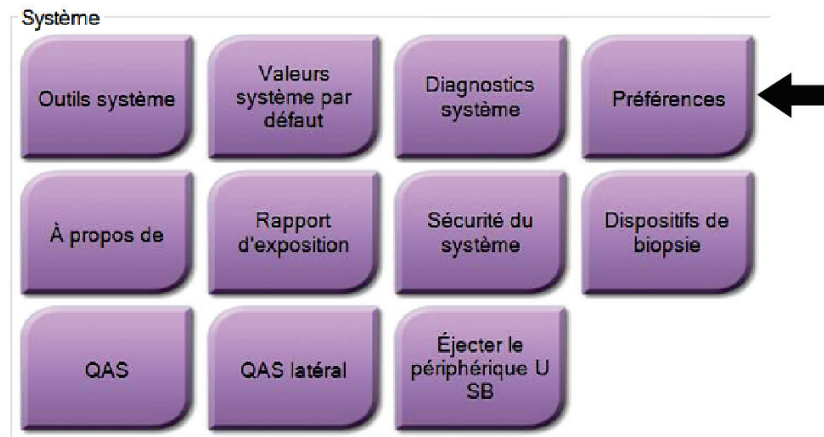 Système
Outils système
Valeurs
système par
défaut
Diagnostics
système
Préférences
À propos de
Rapport
d'exposition
Sécurité du
système
Dispositifs de
biopsie
QAS
QAS latéral
Éjecter le
périphérique U
SB